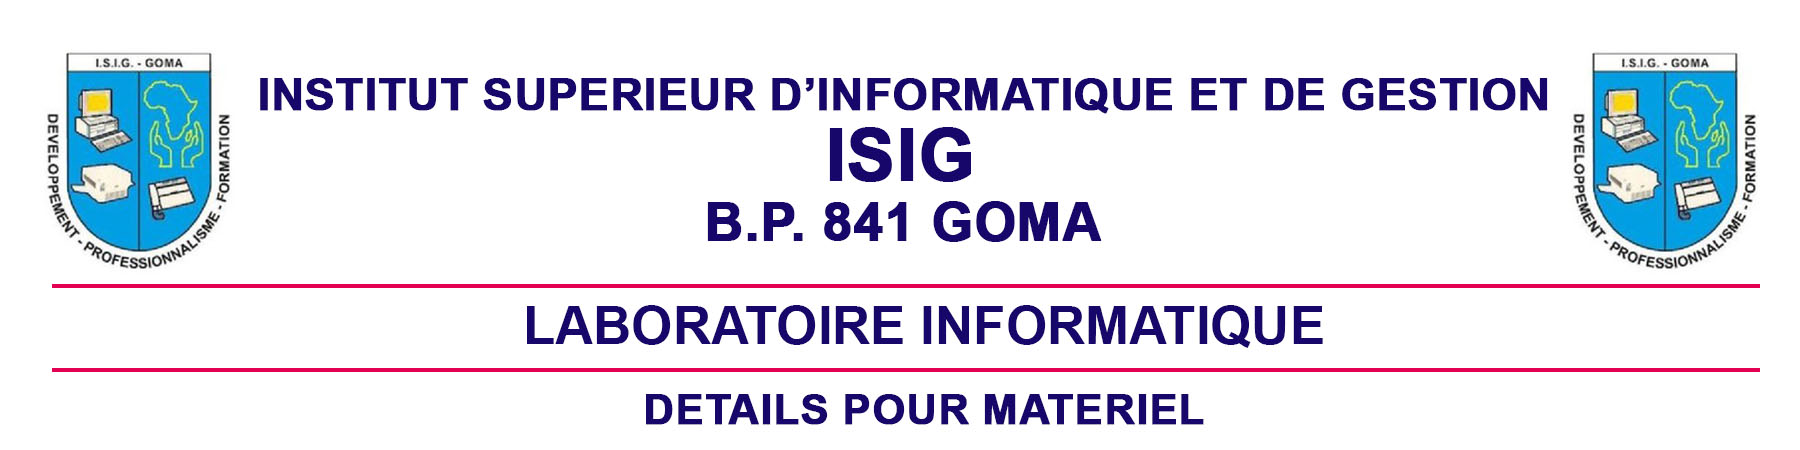 I.S.I.G. - GOMA
DEVELOPPEMENT - PROFESSIONNALISME - FORMATION
INSTITUT SUPERIEUR D’INFORMATIQUE ET DE GESTION
ISIG
B.P. 841 GOMA
I.S.I.G. - GOMA
DEVELOPPEMENT - PROFESSIONNALISME - FORMATION
LABORATOIRE INFORMATIQUE
DETAILS POUR MATERIEL